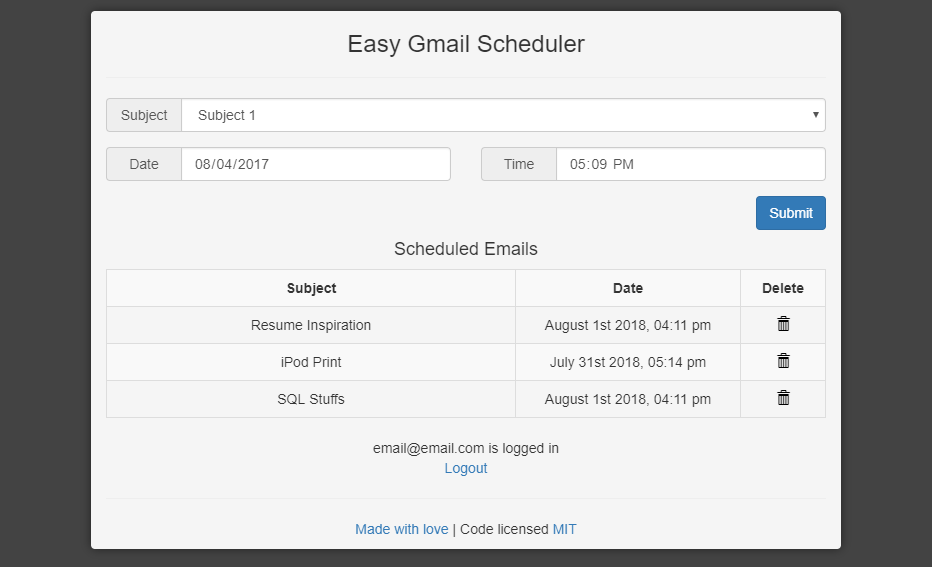 Easy Gmail Scheduler
Subject Subject 1
Date 08/04/2017 Time 05:09 PM
Submit
Scheduled Emails
Subject Date Delete
Resume Inspiration August 1st 2018, 04:11 pm
iPod Print July 31st 2018, 05:14 pm
SQL Stuffs August 1st 2018, 04:11 pm
email@email.com is logged in
Logout
Made with love | Code licensed MIT